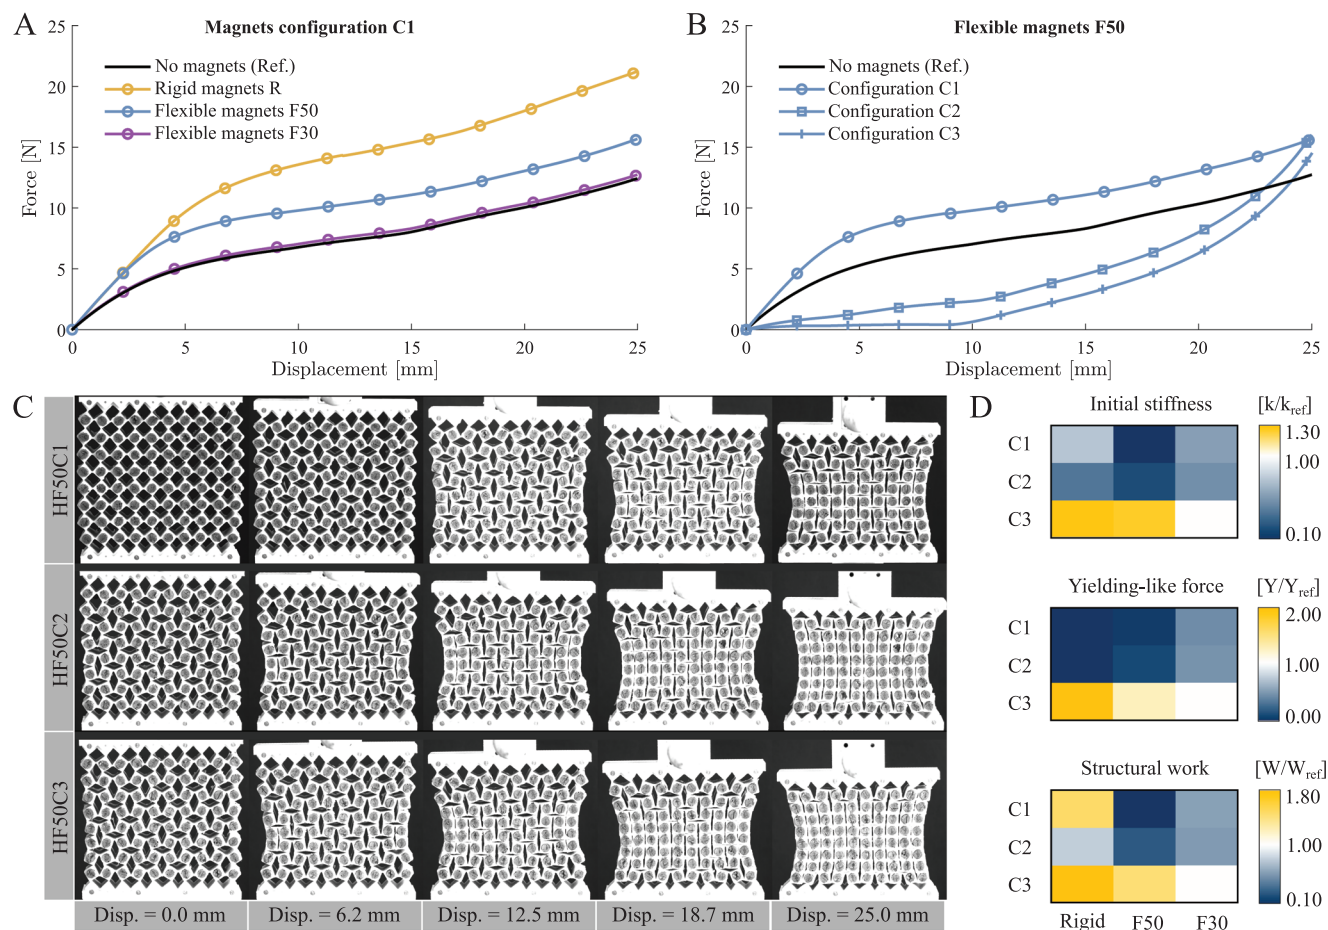 A
Magnets configuration C1
Force [N]
25
20
15
10
5
0
No magnets (Ref.)
Rigid magnets R
Flexible magnets F50
Flexible magnets F30
0 5 10 15 20 25
Displacement [mm]
B
Flexible magnets F50
Force [N]
25
20
15
10
5
0
No magnets (Ref.)
Configuration C1
Configuration C2
Configuration C3
0 5 10 15 20 25
Displacement [mm]
C
HF50C1
HF50C2
HF50C3
Disp. = 0.0 mm Disp. = 6.2 mm Disp. = 12.5 mm Disp. = 18.7 mm Disp. = 25.0 mm
D
Initial stiffness [k/kref]
C1
C2
C3
1.30
1.00
0.10
Yielding-like force [Y/Yref]
C1
C2
C3
2.00
1.00
0.00
Structural work [W/Wref]
C1
C2
C3
1.80
1.00
0.10
Rigid F50 F30